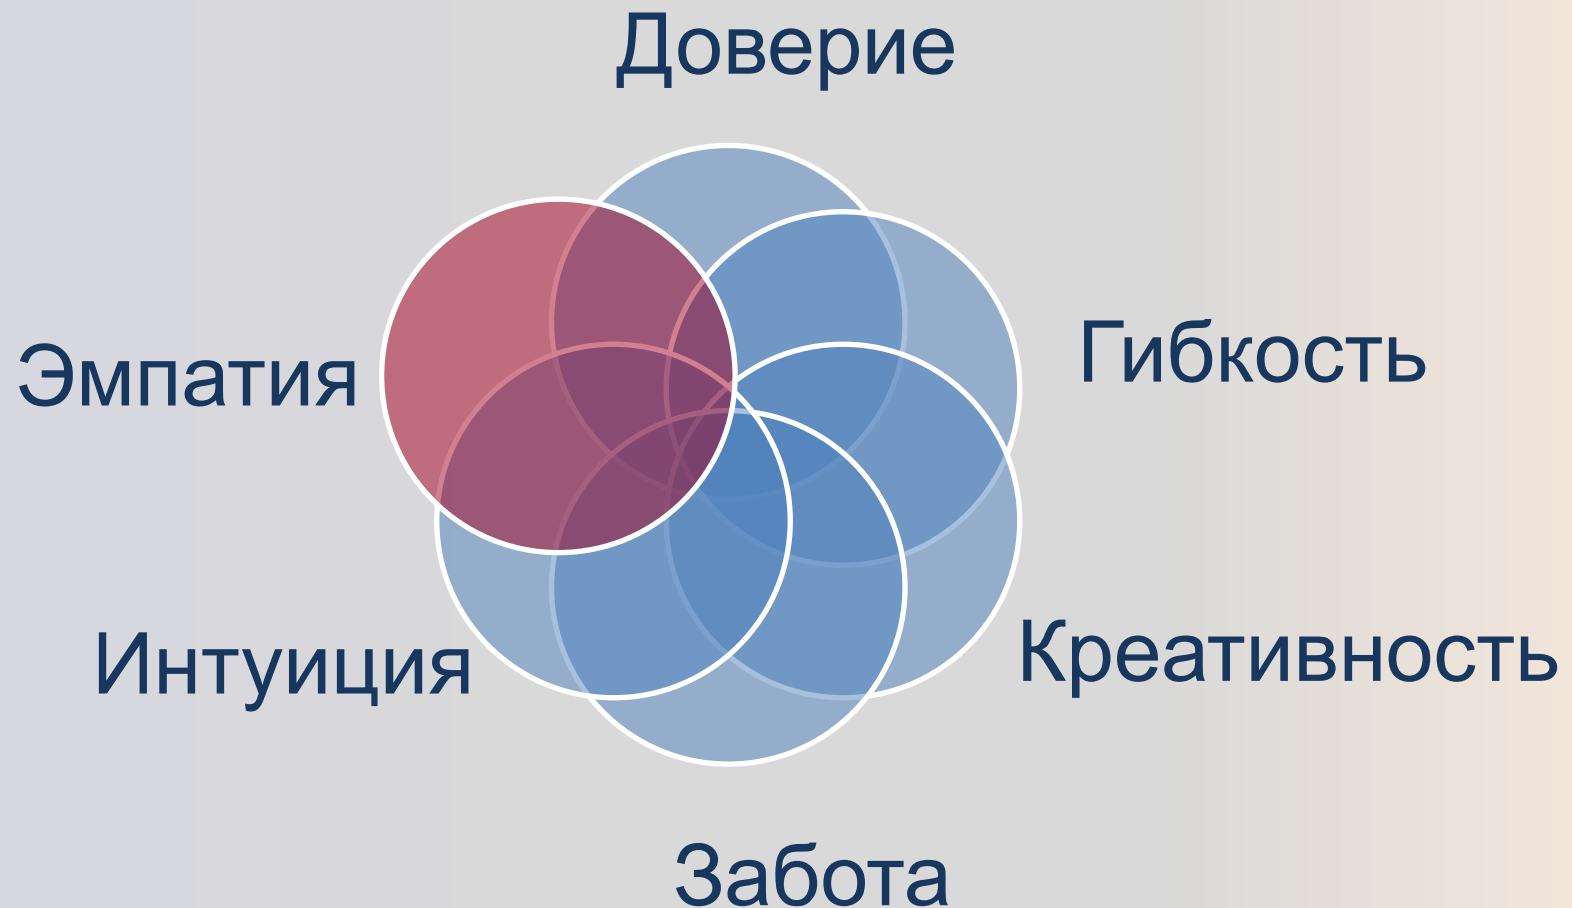 Доверие
Гибкость
Эмпатия
Креативность
Интуиция
Забота